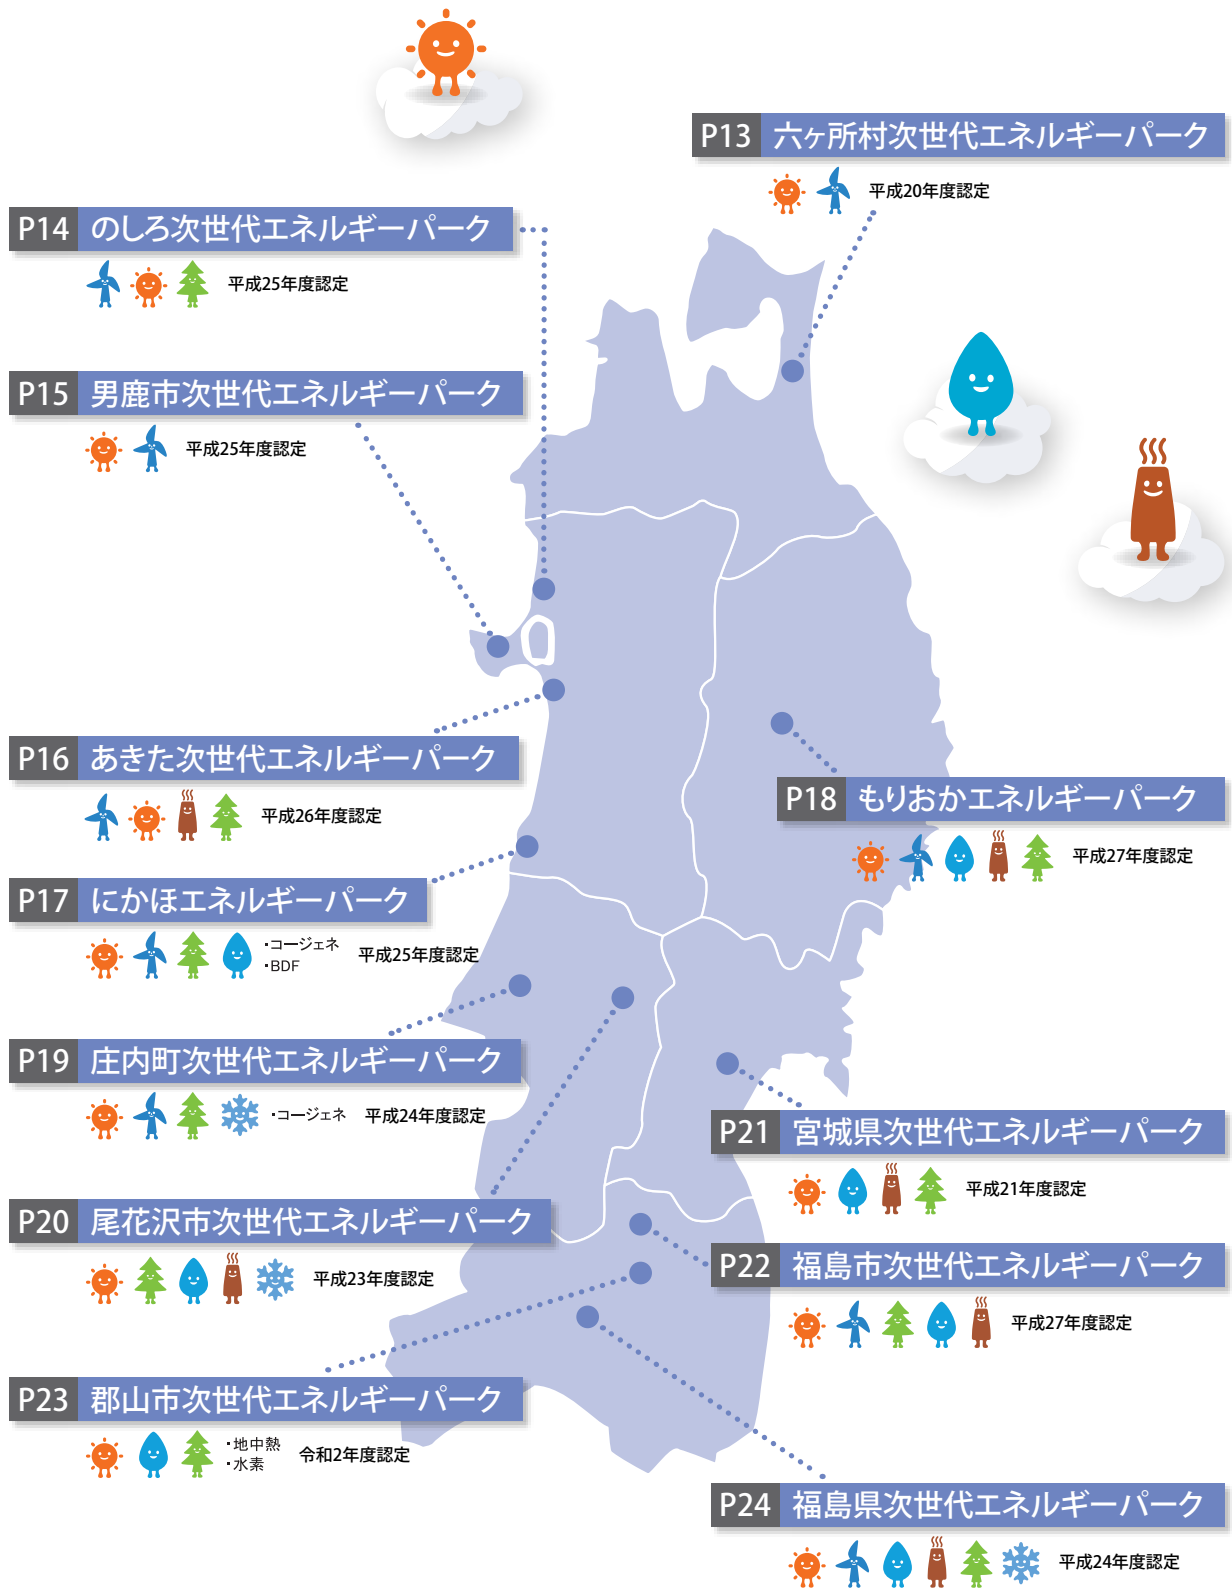 P13 六ヶ所村次世代エネルギーパーク
平成20年度認定
P14 のしろ次世代エネルギーパーク
平成25年度認定
P15 男鹿市次世代エネルギーパーク
平成25年度認定
P16 あきた次世代エネルギーパーク
平成26年度認定
P18 もりおかエネルギーパーク
平成27年度認定
P17 にかほエネルギーパーク
・コージェネ
・BDF
平成25年度認定
P19 庄内町次世代エネルギーパーク
・コージェネ 平成24年度認定
P21 宮城県次世代エネルギーパーク
平成21年度認定
P20 尾花沢市次世代エネルギーパーク
平成23年度認定
P22 福島市次世代エネルギーパーク
平成27年度認定
P23 郡山市次世代エネルギーパーク
・地中熱
・水素
令和2年度認定
P24 福島県次世代エネルギーパーク
平成24年度認定